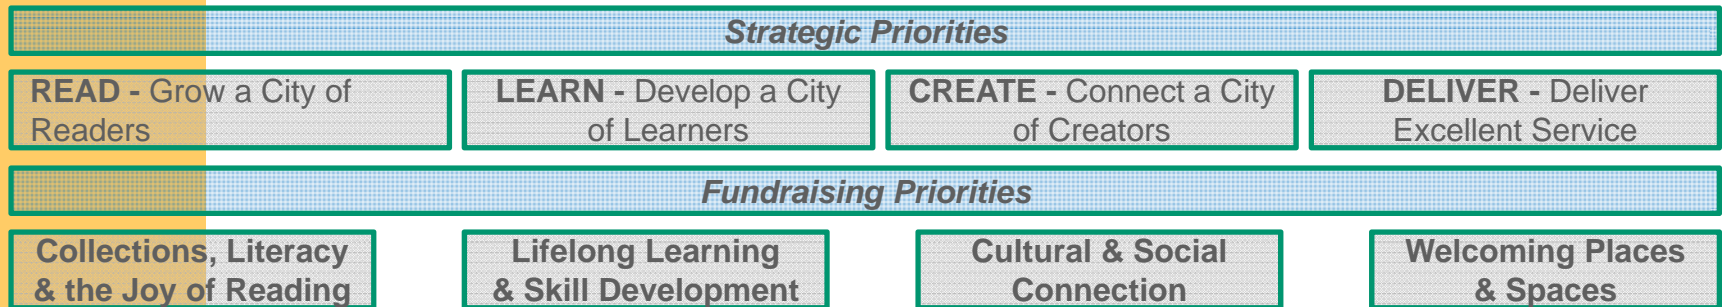 Strategic Priorities
READ - Grow a City of
Readers
LEARN - Develop a City
of Learners
CREATE - Connect a City
of Creators
DELIVER - Deliver
Excellent Service
Fundraising Priorities
Collections, Literacy
& the Joy of Reading
Lifelong Learning
& Skill Development
Cultural & Social
Connection
Welcoming Places
& Spaces